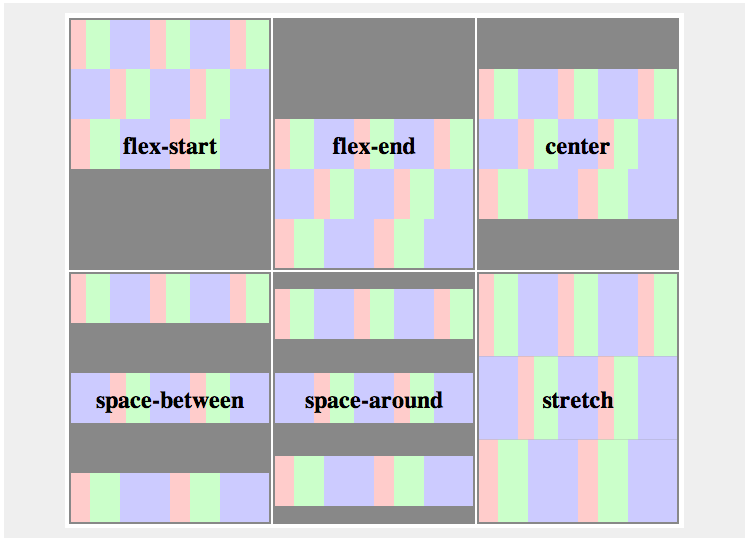 flex-start
flex-end
center
space-between
space-around
stretch